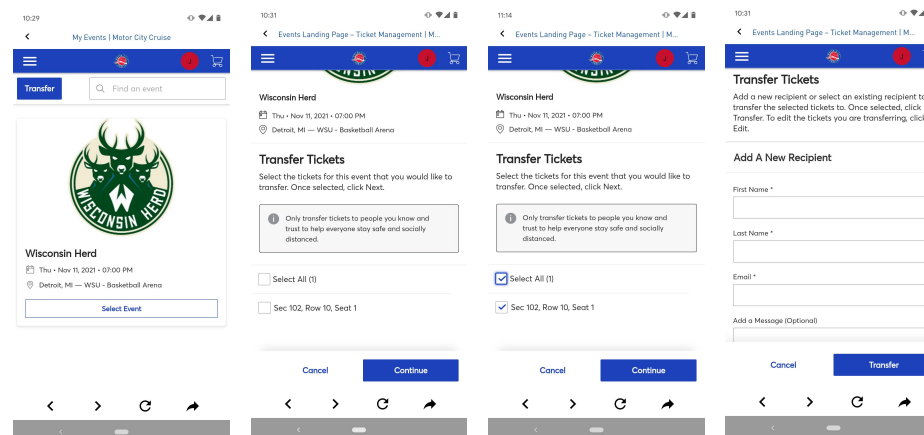 10:29
My Events | Motor City Cruise
J
Transfer
Find an event
WISCONSIN HERD
Wisconsin Herd
Thu • Nov 11, 2021 • 07:00 PM
Detroit, MI — WSU - Basketball Arena
Select Event
10:31
Events Landing Page – Ticket Management | M...
J
Wisconsin Herd
Thu • Nov 11, 2021 • 07:00 PM
Detroit, MI — WSU - Basketball Arena
Transfer Tickets
Select the tickets for this event that you would like to
transfer. Once selected, click Next.
Only transfer tickets to people you know and
trust to help everyone stay safe and socially
distanced.
Select All (1)
Sec 102, Row 10, Seat 1
Cancel
Continue
11:14
Events Landing Page – Ticket Management | M...
J
Wisconsin Herd
Thu • Nov 11, 2021 • 07:00 PM
Detroit, MI — WSU - Basketball Arena
Transfer Tickets
Select the tickets for this event that you would like to
transfer. Once selected, click Next.
Only transfer tickets to people you know and
trust to help everyone stay safe and socially
distanced.
Select All (1)
Sec 102, Row 10, Seat 1
Cancel
Continue
10:31
Events Landing Page – Ticket Management | M...
J
Transfer Tickets
Add a new recipient or select an existing recipient to
transfer the selected tickets to. Once selected, click
Transfer. To edit the tickets you are transferring, click
Edit.
Add A New Recipient
First Name *
Last Name *
Email *
Add a Message (Optional)
Cancel
Transfer